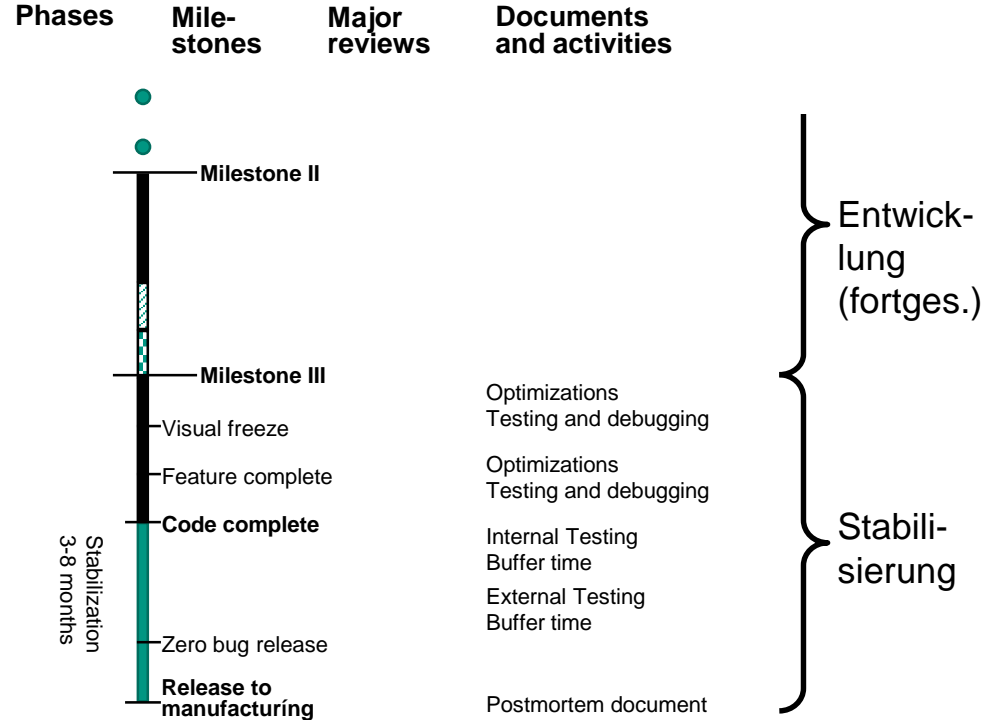 Phases
Mile-
stones
Major
reviews
Documents
and activities
Milestone II
Entwick-
lung
(fortges.)
Milestone III
Optimizations
Testing and debugging
Visual freeze
Feature complete
Optimizations
Testing and debugging
Code complete
Internal Testing
Buffer time
Stabili-
sierung
Stabilization
3-8 months
External Testing
Buffer time
Zero bug release
Release to
manufacturíng
Postmortem document